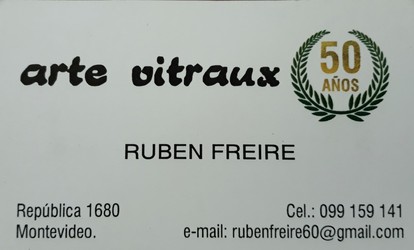 arte vitraux
50
AÑOS
RUBEN FREIRE
República 1680
Montevideo.
Cel.: 099 159 141
e-mail: rubenfreire60@gmail.com